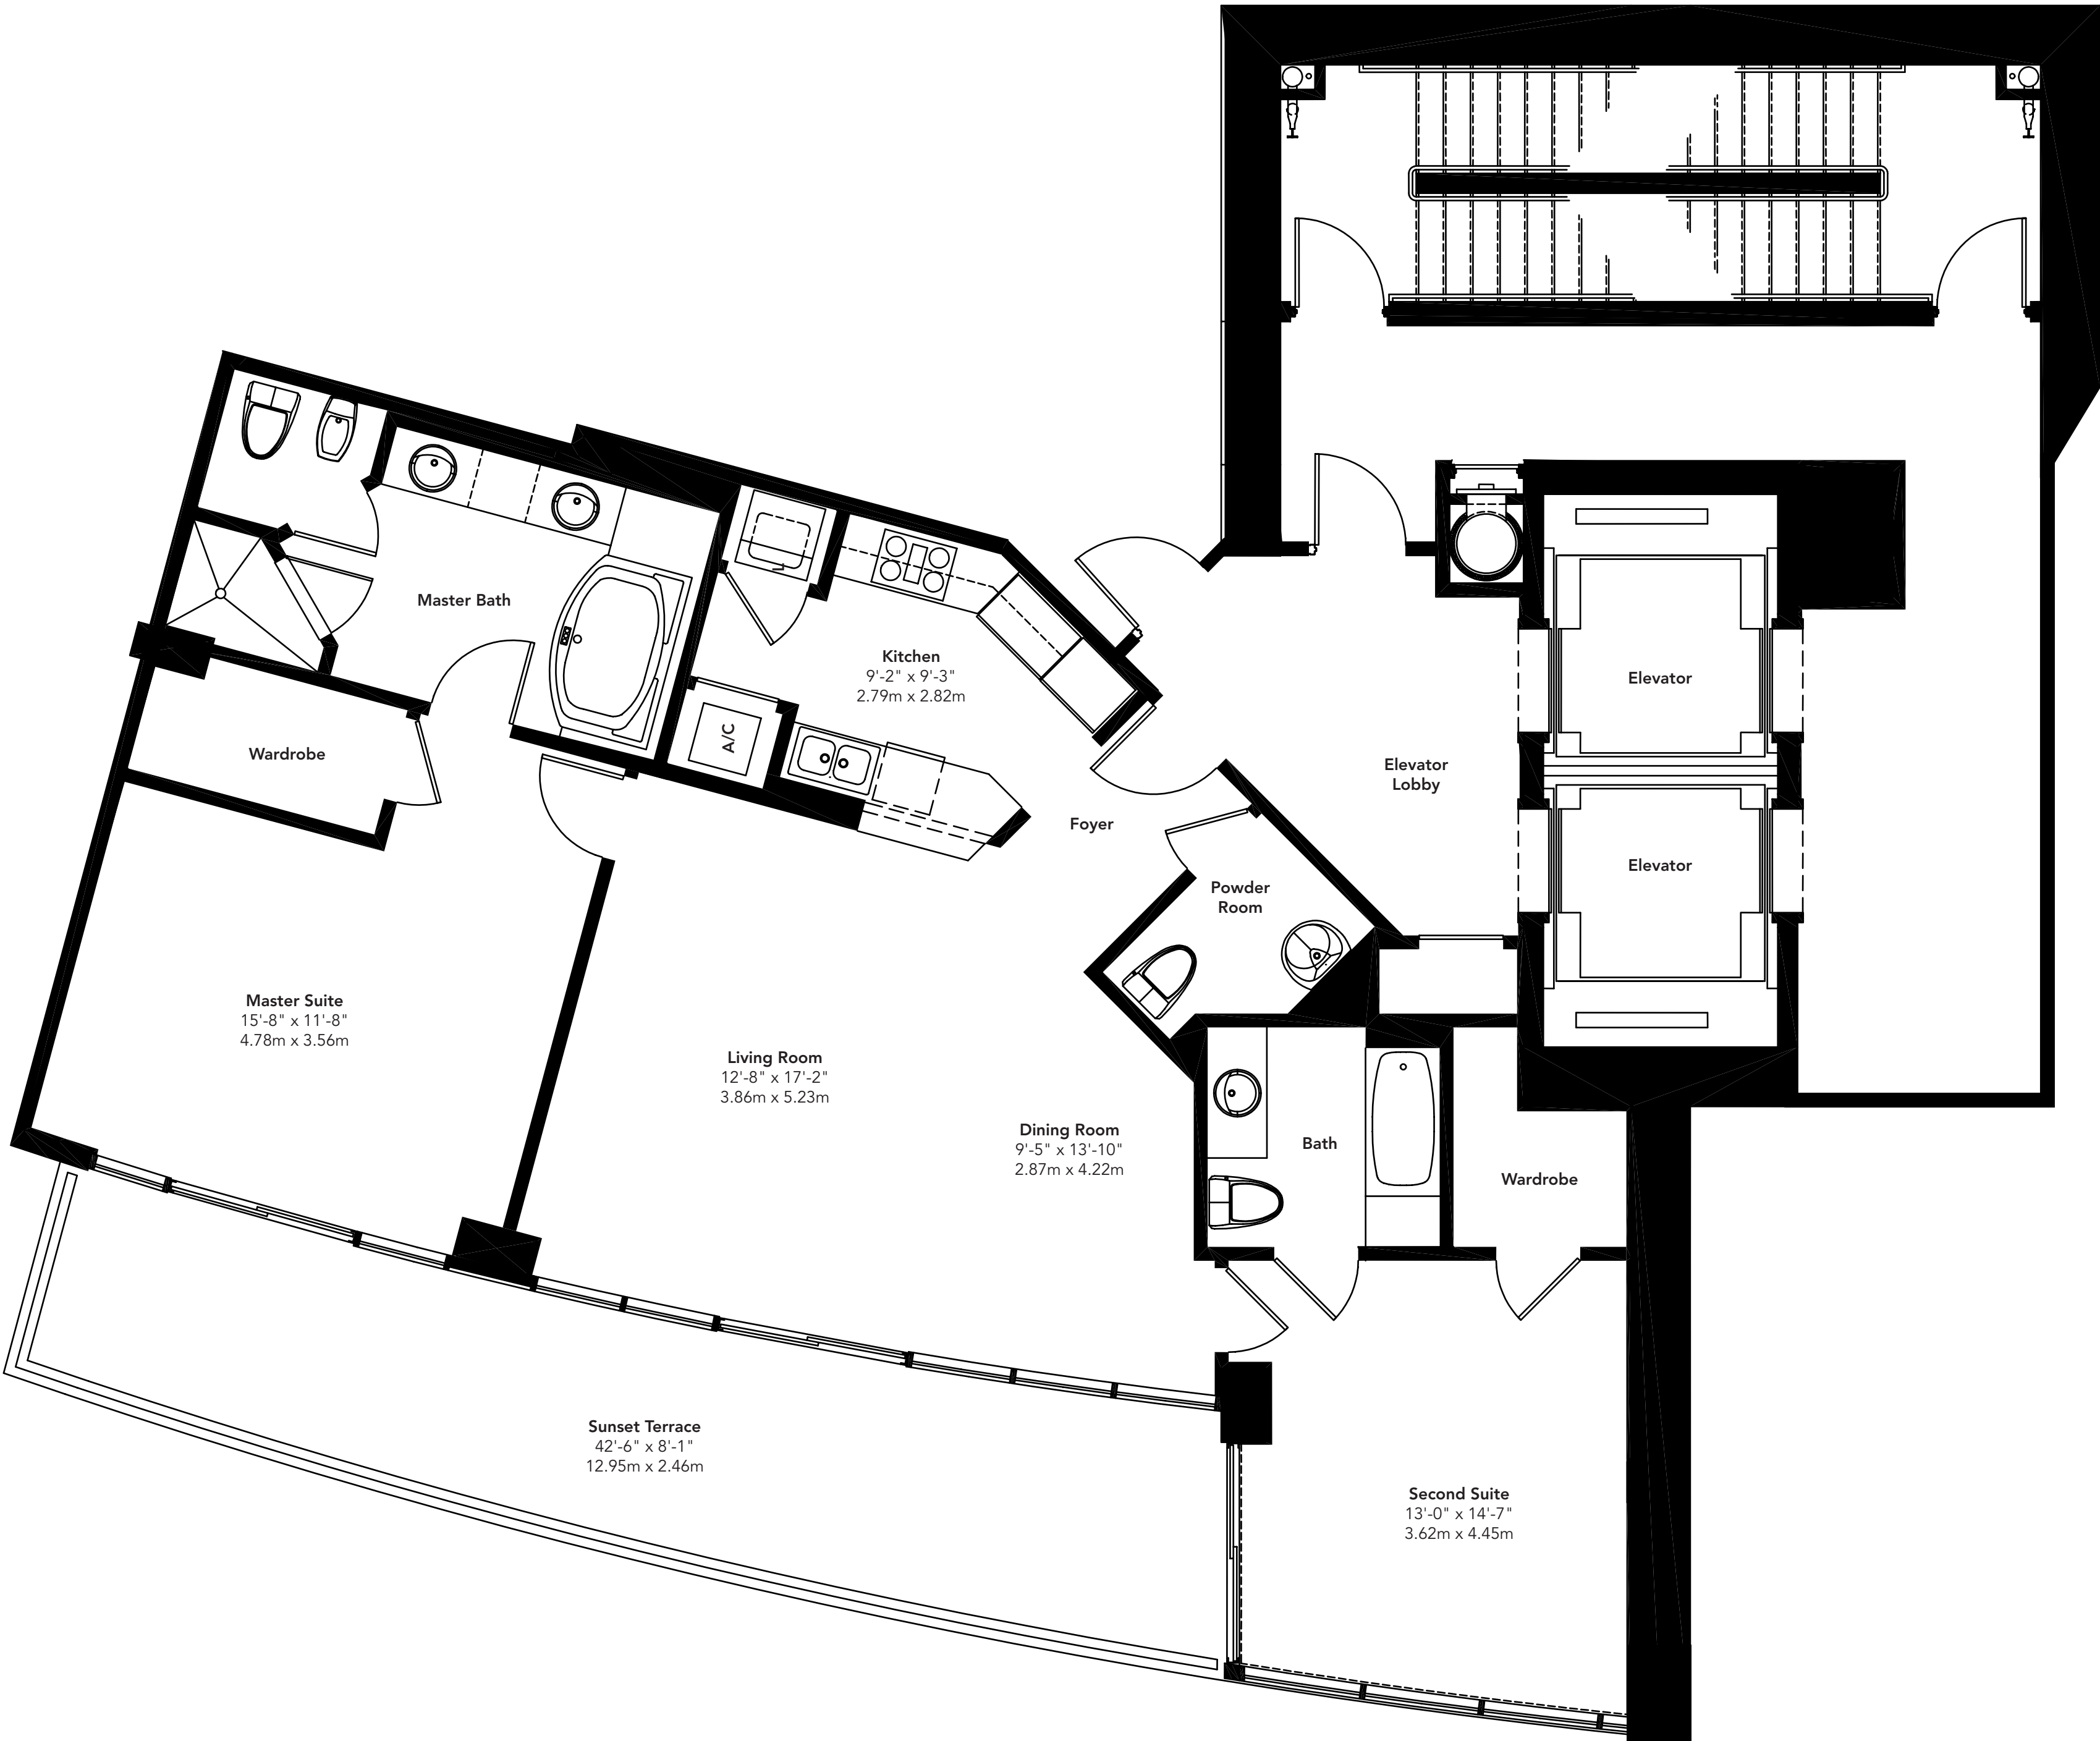 Master Bath
Kitchen
9'-2" x 9'-3"
2.79m x 2.82m
Elevator
A/C
Wardrobe
Elevator
Lobby
Foyer
Elevator
Powder
Room
Master Suite
15'-8" x 11'-8"
4.78m x 3.56m
Living Room
12'-8" x 17'-2"
3.86m x 5.23m
Dining Room
9'-5" x 13'-10"
2.87m x 4.22m
Bath
Wardrobe
Sunset Terrace
42'-6" x 8'-1"
12.95m x 2.46m
Second Suite
13'-0" x 14'-7"
3.62m x 4.45m